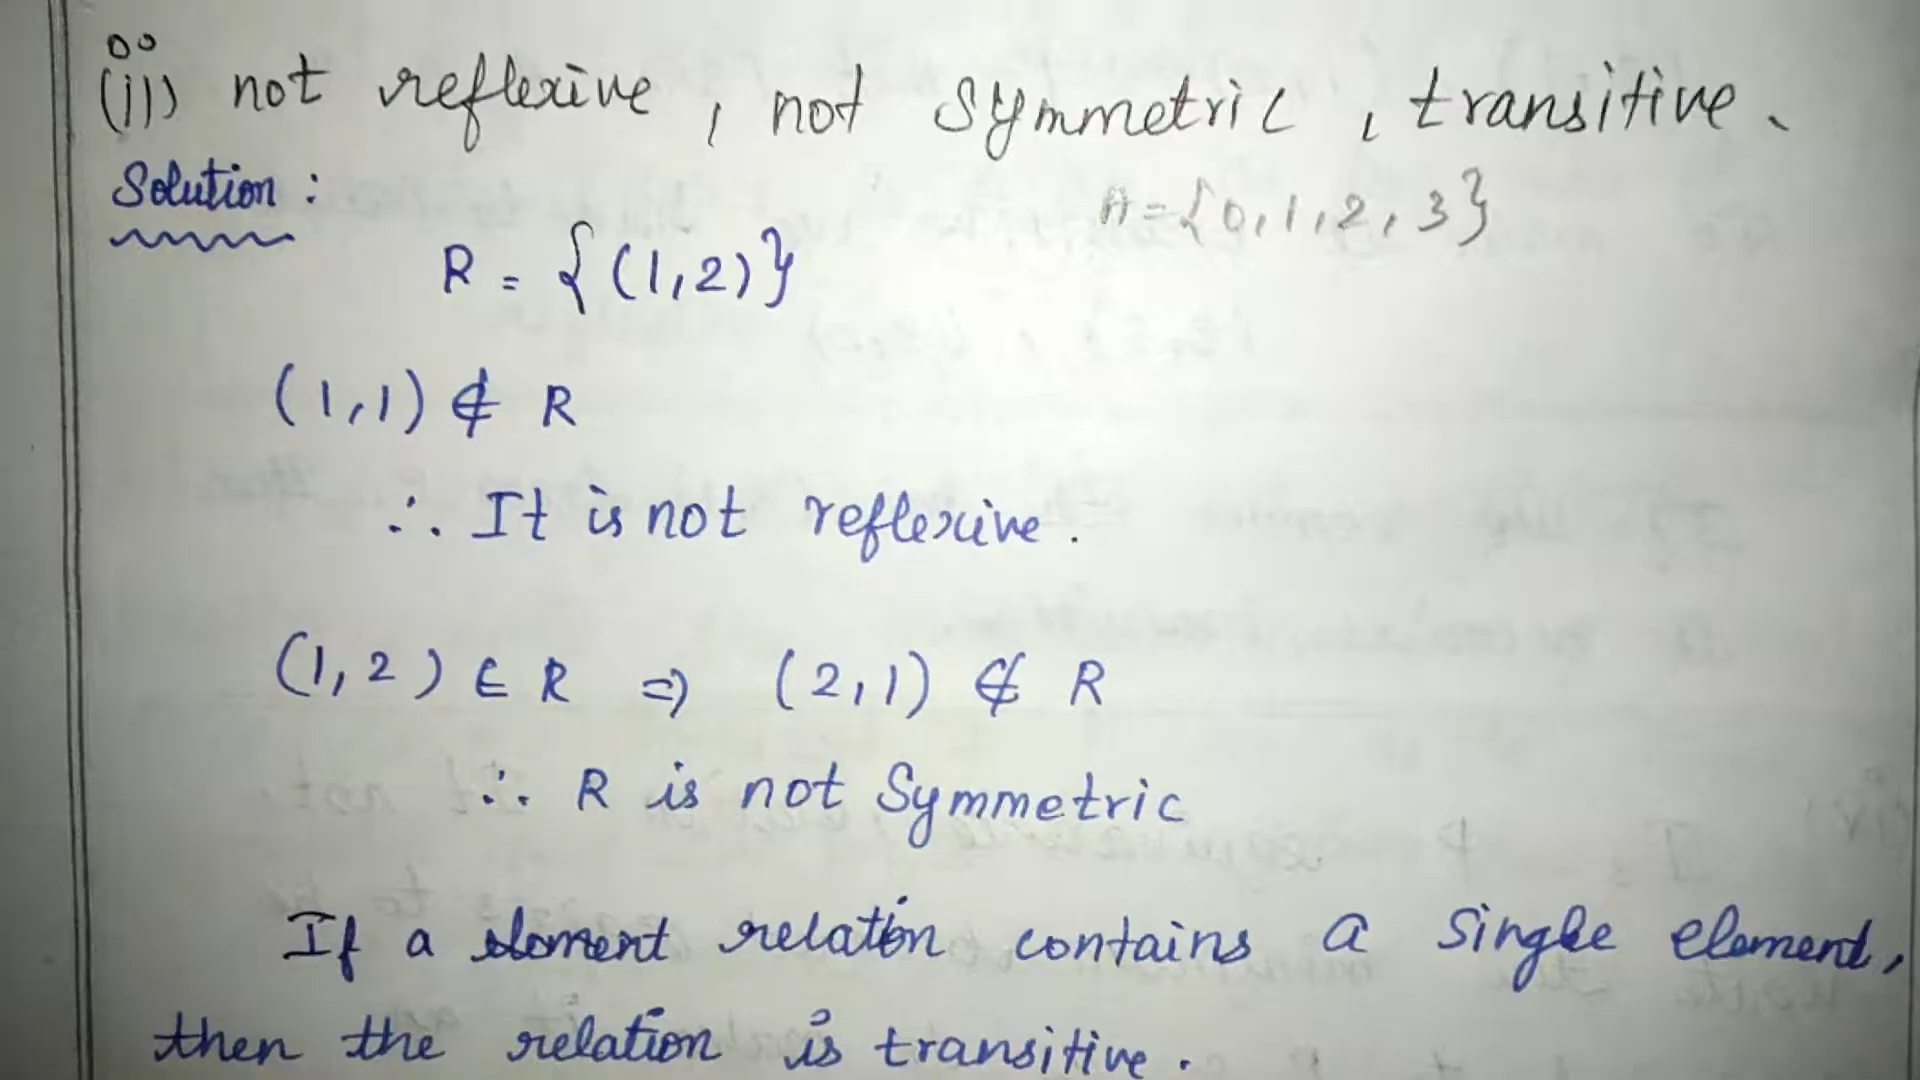 (ii) not reflexive, not Symmetric, transitive.
Solution:
A = {0,1,2,3}
R = {(1,2)}
(1,1) ∉ R
∴ It is not reflexive.
(1,2) ∈ R ⇒ (2,1) ∉ R
∴ R is not Symmetric
If a element relation contains a single element,
then the relation is transitive.